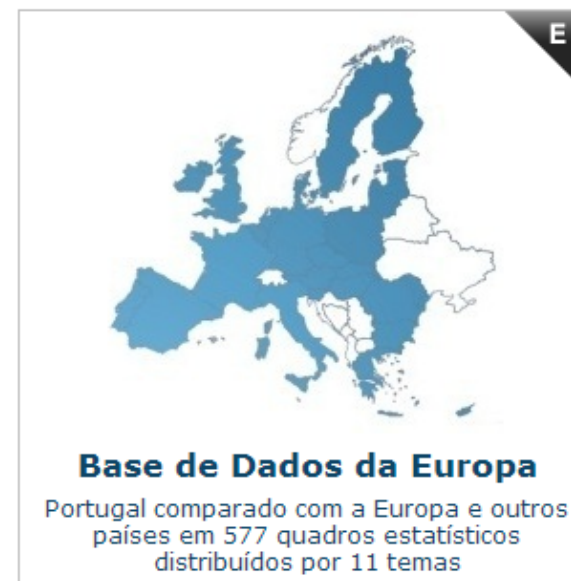 E
Base de Dados da Europa
Portugal comparado com a Europa e outros
países em 577 quadros estatísticos
distribuídos por 11 temas